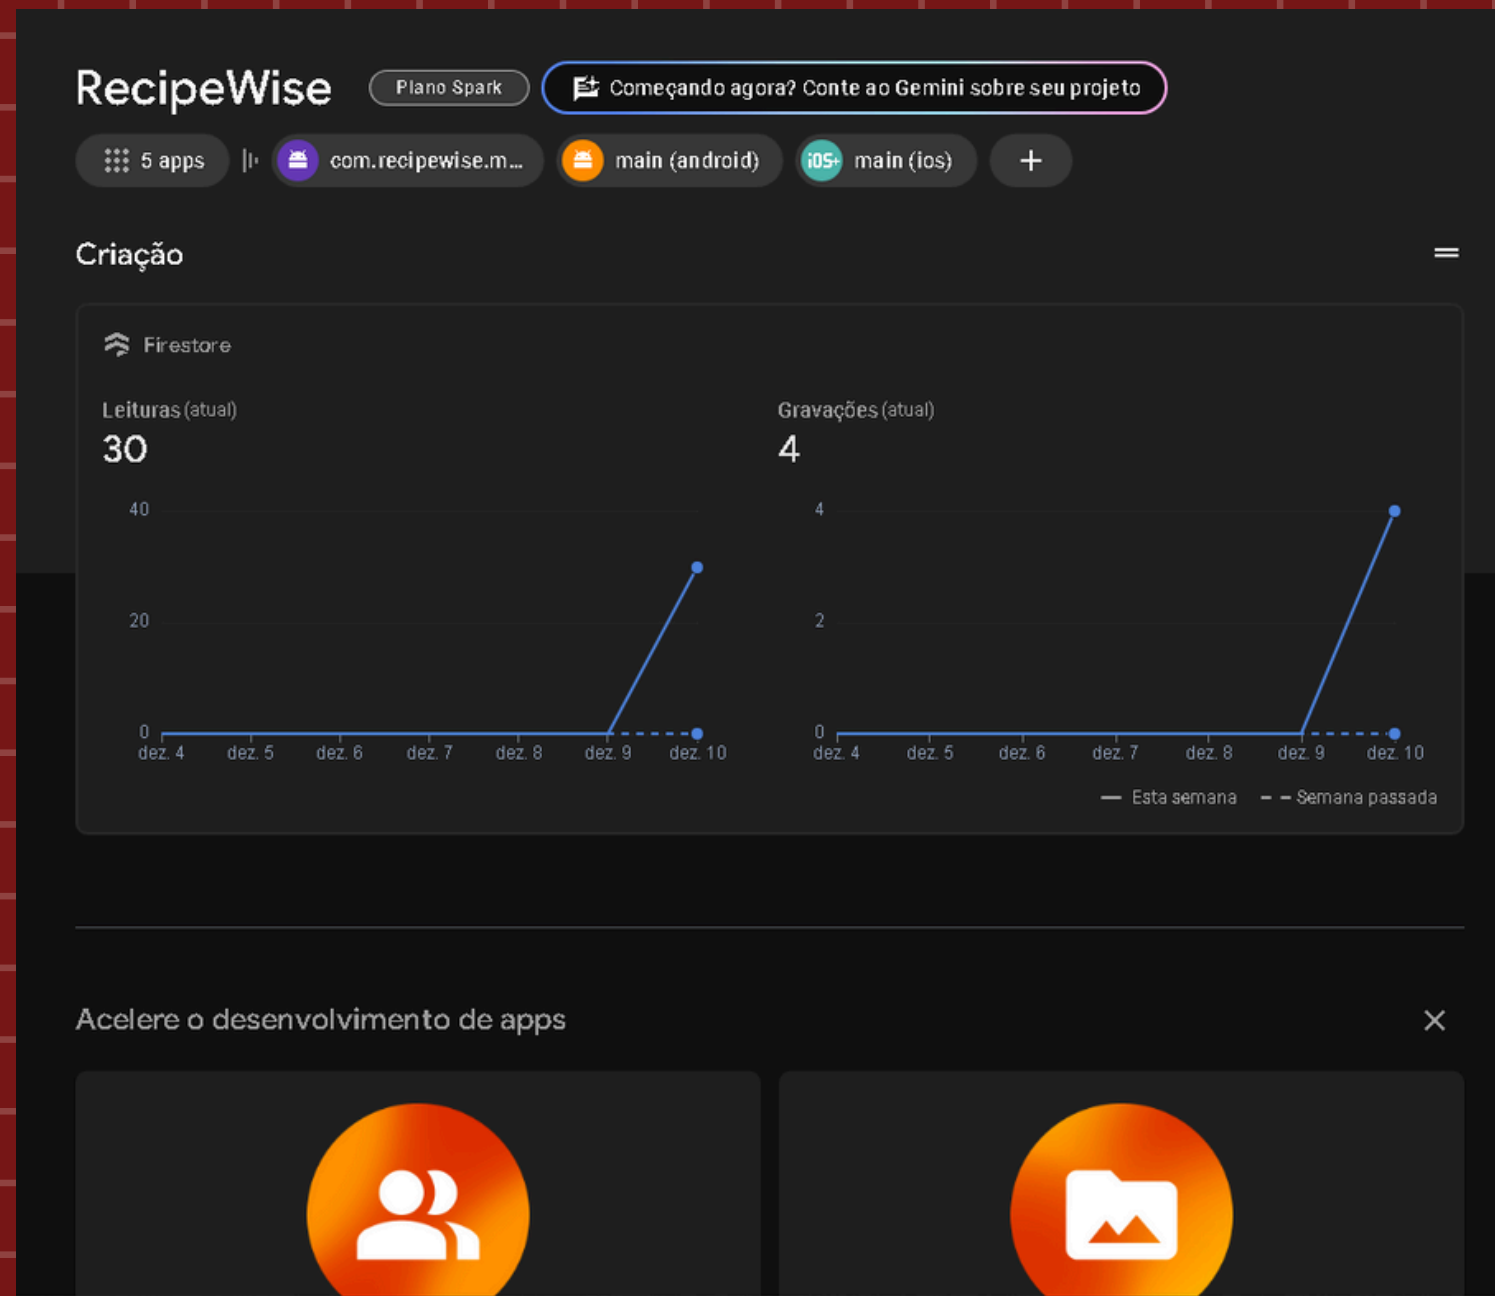 RecipeWise
Plano Spark
Começando agora? Conte ao Gemini sobre seu projeto
5 apps
com.recipewise.m...
main (android)
iOS+
main (ios)
+
Criação
Firestore
Leituras (atual)
30
40
20
0
dez. 4 dez. 5 dez. 6 dez. 7 dez. 8 dez. 9 dez. 10
Gravações (atual)
4
4
2
0
dez. 4 dez. 5 dez. 6 dez. 7 dez. 8 dez. 9 dez. 10
Esta semana Semana passada
Acelere o desenvolvimento de apps